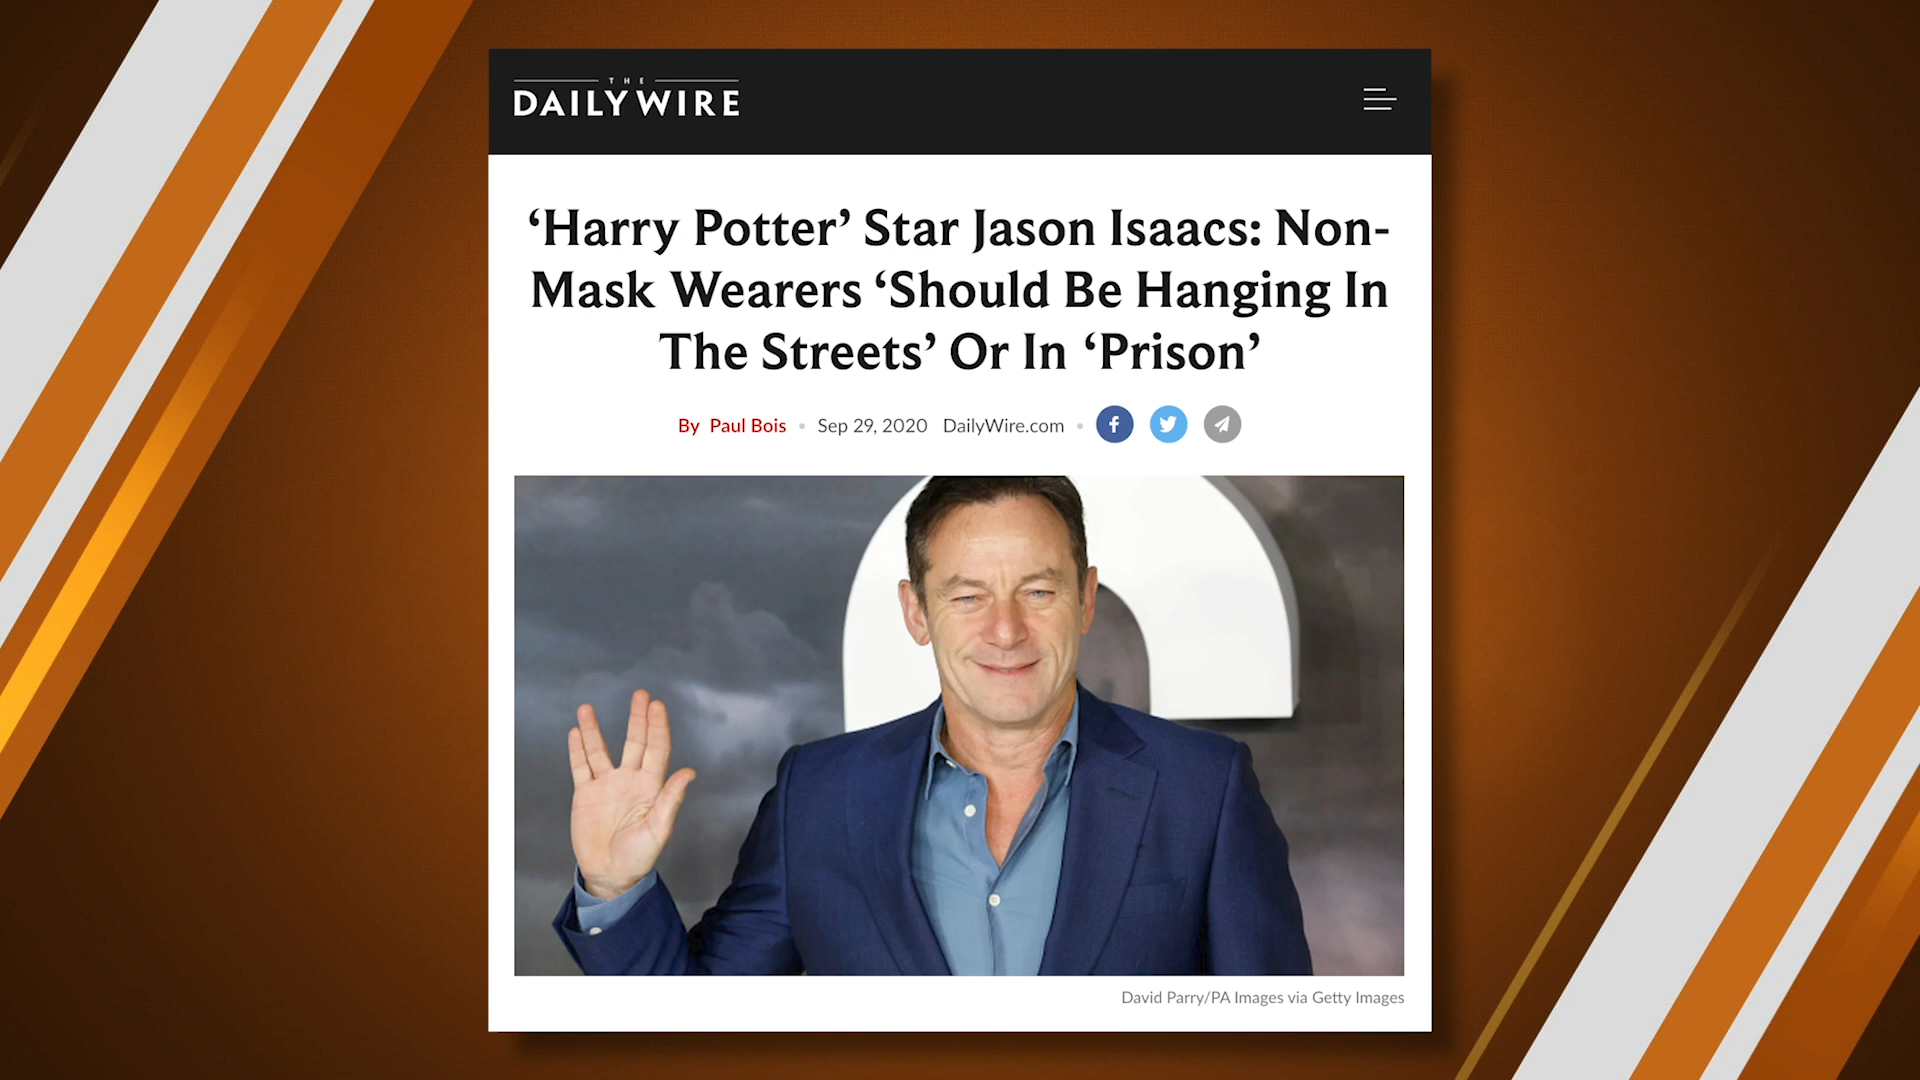 THE
DAILY WIRE
‘Harry Potter’ Star Jason Isaacs: Non-
Mask Wearers ‘Should Be Hanging In
The Streets’ Or In ‘Prison’
By Paul Bois • Sep 29, 2020 DailyWire.com •
David Parry/PA Images via Getty Images